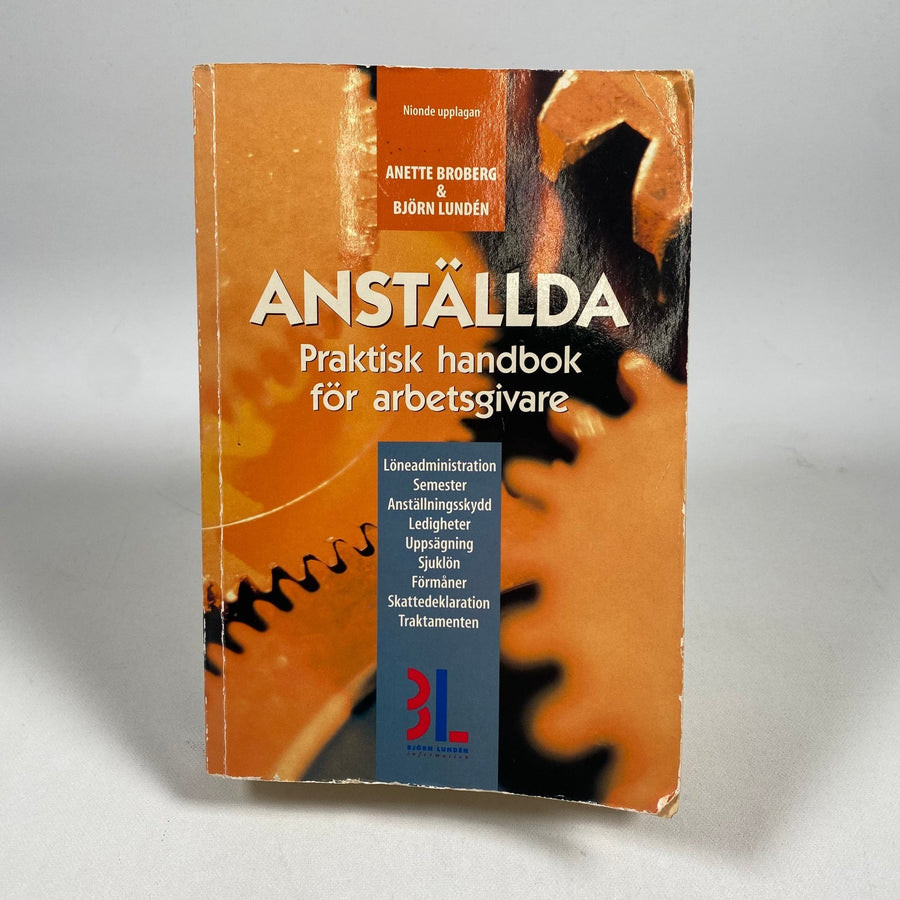 Nionde upplagan
ANETTE BROBERG
&
BJÖRN LUNDÉN
ANSTÄLLDA
Praktisk handbok
för arbetsgivare
Löneadministration
Semester
Anställningsskydd
Ledigheter
Uppsägning
Sjuklön
Förmåner
Skattedeklaration
Traktamenten
BL
BJÖRN LUNDÉN
information